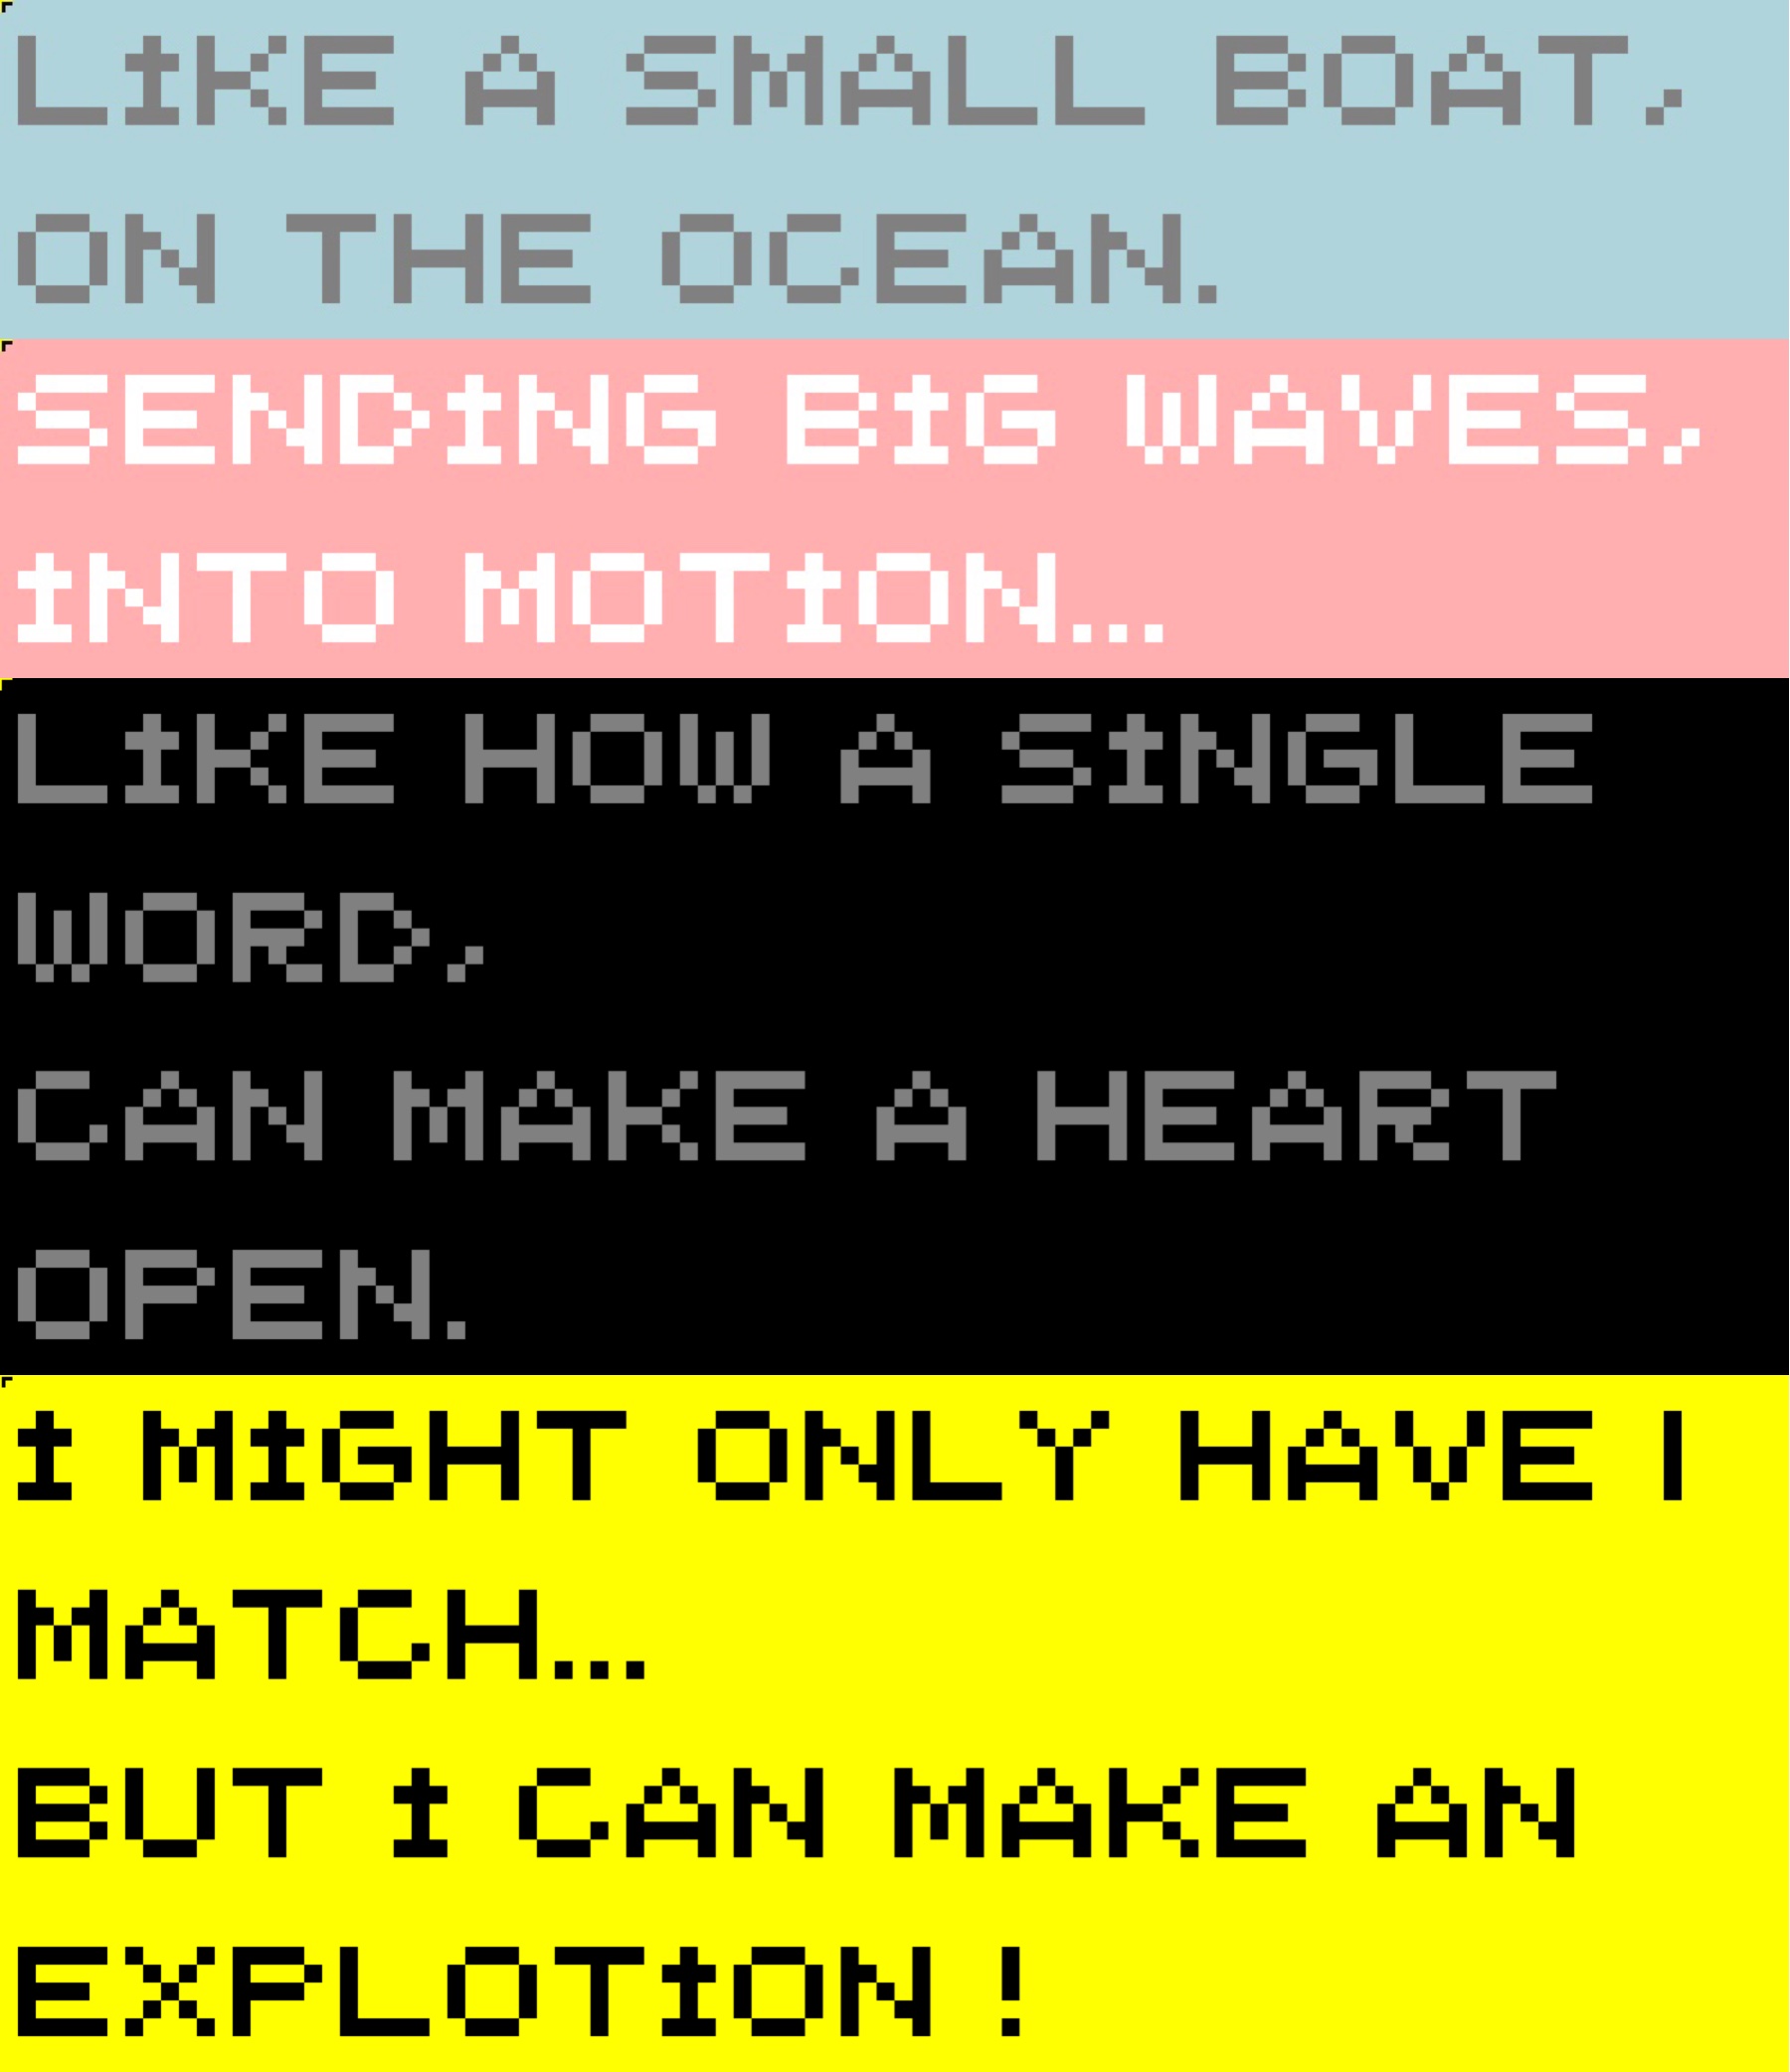 LIKE A SMALL BOAT,
ON THE OCEAN.
SENDING BIG WAVES,
INTO MOTION...
LIKE HOW A SINGLE
WORD,
CAN MAKE A HEART
OPEN.
I MIGHT ONLY HAVE 1
MATCH...
BUT I CAN MAKE AN
EXPLOTION !